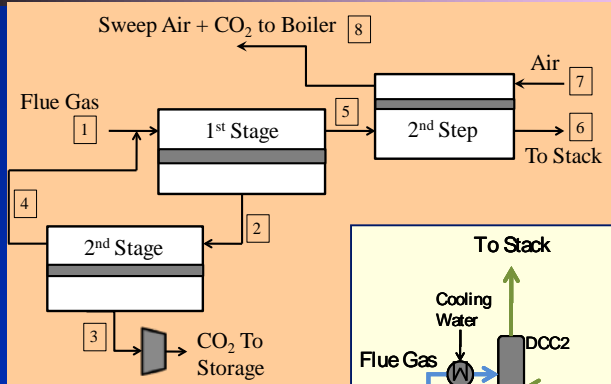 Sweep Air + CO₂ to Boiler 8
Air
7
Flue Gas
1
1st Stage
5
2nd Step
6
To Stack
4
2
2nd Stage
3
CO₂ To
Storage
To Stack
Cooling
Water
DCC2
Flue Gas